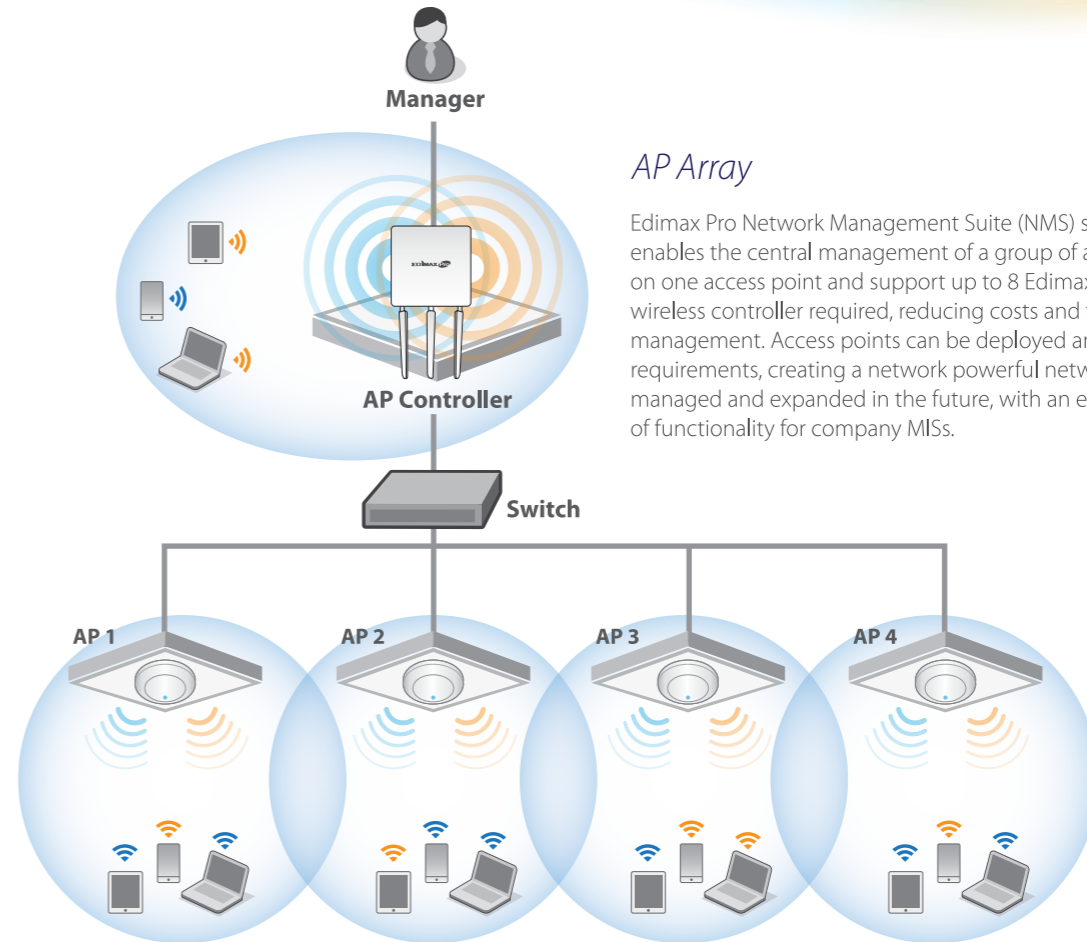 Manager
AP Array
Edimax Pro Network Management Suite (NMS)
enables the central management of a group of
on one access point and support up to 8 Edimax
wireless controller required, reducing costs and
management. Access points can be deployed
requirements, creating a network powerful
managed and expanded in the future, with an
of functionality for company MISs.
EDIMAX Pro
AP Controller
Switch
AP 1
AP 2
AP 3
AP 4